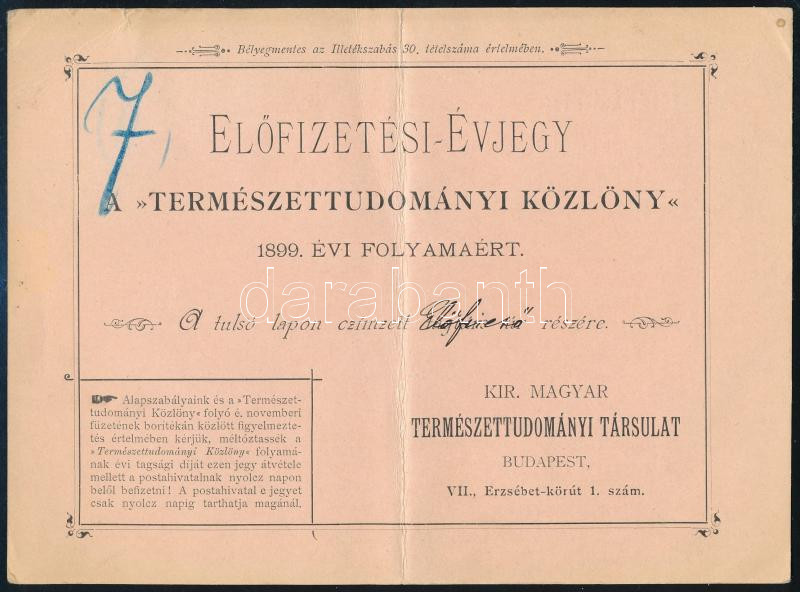 Bélyegmentes az Illetékszabás 30. tételszáma értelmében.
7
ELŐFIZETÉSI-ÉVJEGY
A »TERMÉSZETTUDOMÁNYI KÖZLÖNY«
1899. ÉVI FOLYAMAÉRT.
darabanth
A tulsó lapon czimzett Előfizető részére.
☛ Alapszabályaink és a »Természet-
tudományi Közlöny« folyó é. novemberi
füzetének borítékán közlött figyelmezte-
tés értelmében kérjük, méltóztassék a
»Természettudományi Közlöny« folyamá-
nak évi tagsági díját ezen jegy átvétele
mellett a postahivatalnak nyolcz napon
belől befizetni! A postahivatal e jegyet
csak nyolcz napig tarthatja magánál.
KIR. MAGYAR
TERMÉSZETTUDOMÁNYI TÁRSULAT
BUDAPEST,
VII., Erzsébet-körút 1. szám.